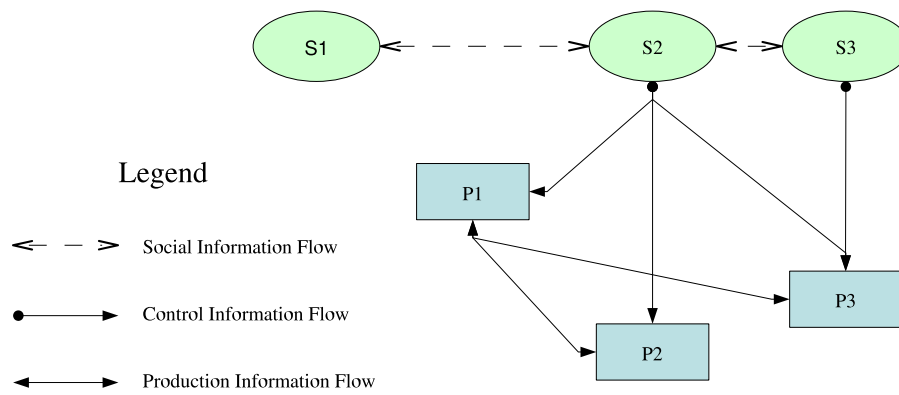 S1
S2
S3
P1
P2
P3
Legend
Social Information Flow
Control Information Flow
Production Information Flow